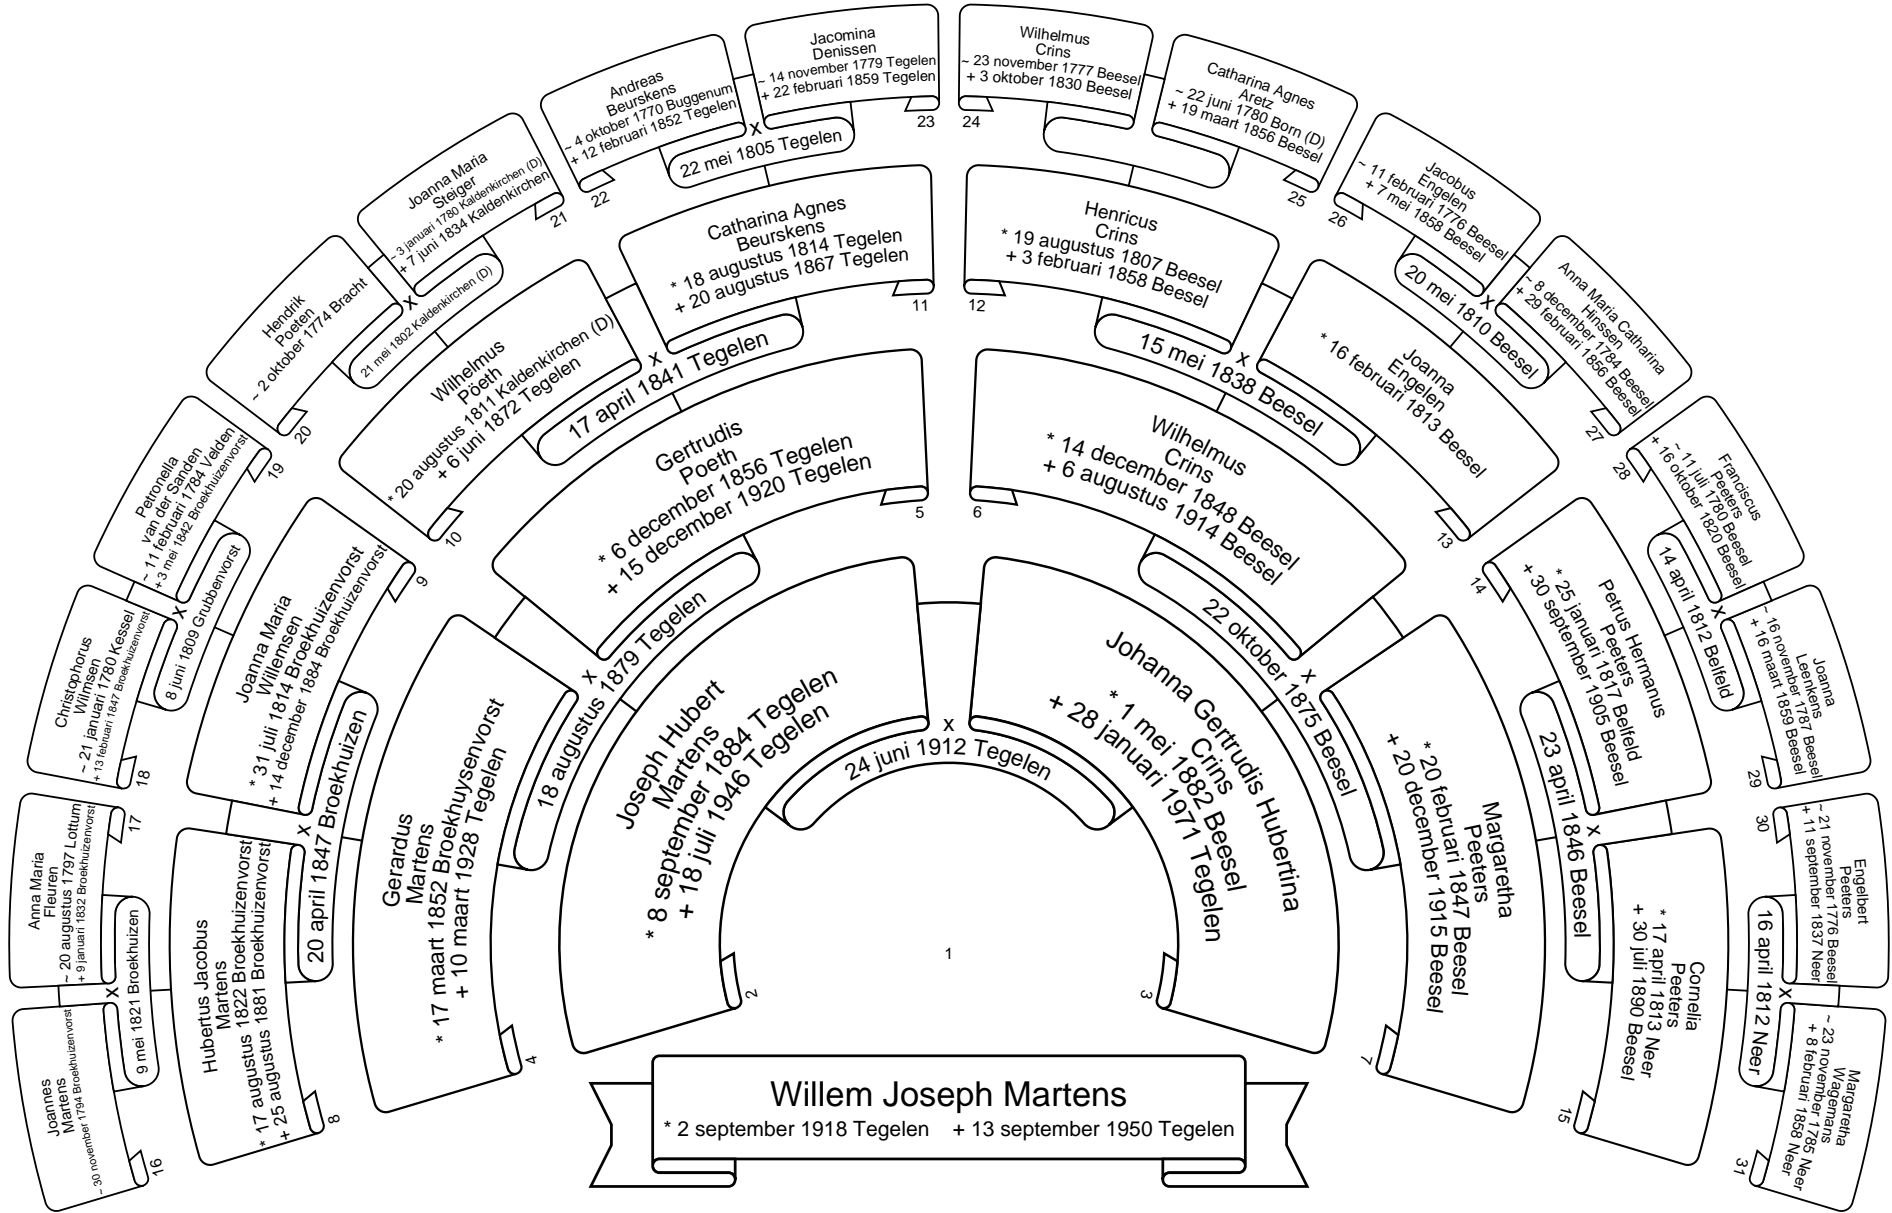 Willem Joseph Martens
* 2 september 1918 Tegelen + 13 september 1950 Tegelen
1
Joseph Hubert
Martens
* 8 september 1884 Tegelen
+ 18 juli 1946 Tegelen
2
x
24 juni 1912 Tegelen
Johanna Gertrudis Hubertina
Crins
* 1 mei 1882 Beesel
+ 28 januari 1971 Tegelen
3
Gerardus
Martens
* 17 maart 1852 Broekhuysenvorst
+ 10 maart 1928 Tegelen
4
x
18 augustus 1879 Tegelen
Gertrudis
Poeth
* 6 december 1856 Tegelen
+ 15 december 1920 Tegelen
5
Wilhelmus
Crins
* 14 december 1848 Beesel
+ 6 augustus 1914 Beesel
6
x
22 oktober 1875 Beesel
Margaretha
Peeters
* 20 februari 1847 Beesel
+ 20 december 1915 Beesel
7
Hubertus Jacobus
Martens
* 17 augustus 1822 Broekhuizenvorst
+ 25 augustus 1881 Broekhuizenvorst
8
x
20 april 1847 Broekhuizen
Joanna Maria
Willemsen
* 31 juli 1814 Broekhuizenvorst
+ 14 december 1884 Broekhuizenvorst
9
Wilhelmus
Pöeth
* 20 augustus 1811 Kaldenkirchen (D)
+ 6 juni 1872 Tegelen
10
x
17 april 1841 Tegelen
Catharina Agnes
Beurskens
* 18 augustus 1814 Tegelen
+ 20 augustus 1867 Tegelen
11
Henricus
Crins
* 19 augustus 1807 Beesel
+ 3 februari 1858 Beesel
12
x
15 mei 1838 Beesel
Joanna
Engelen
* 16 februari 1813 Beesel
13
Petrus Hermanus
Peeters
* 25 januari 1817 Belfeld
+ 30 september 1905 Beesel
14
x
23 april 1846 Beesel
Cornelia
Peeters
* 17 april 1813 Neer
+ 30 juli 1890 Beesel
15
Joannes
Martens
~ 30 november 1794 Broekhuizenvorst
16
x
9 mei 1821 Broekhuizen
Anna Maria
Fleuren
~ 20 augustus 1797 Lottum
+ 9 januari 1832 Broekhuizenvorst
17
Christophorus
Wilmsen
~ 21 januari 1780 Kessel
+ 13 februari 1847 Broekhuizenvorst
18
x
8 juni 1809 Grubbenvorst
Petronella
van der Sanden
~ 11 februari 1784 Velden
+ 3 mei 1842 Broekhuizenvorst
19
Hendrik
Poeten
~ 2 oktober 1774 Bracht
20
x
21 mei 1802 Kaldenkirchen (D)
Joanna Maria
Steiger
~ 3 januari 1780 Kaldenkirchen (D)
+ 7 juni 1834 Kaldenkirchen
21
Andreas
Beurskens
~ 4 oktober 1770 Buggenum
+ 12 februari 1852 Tegelen
22
x
22 mei 1805 Tegelen
Jacomina
Denissen
~ 14 november 1779 Tegelen
+ 22 februari 1859 Tegelen
23
Wilhelmus
Crins
~ 23 november 1777 Beesel
+ 3 oktober 1830 Beesel
24
Catharina Agnes
Aretz
~ 22 juni 1780 Born (D)
+ 19 maart 1856 Beesel
25
Jacobus
Engelen
~ 11 februari 1776 Beesel
+ 7 mei 1858 Beesel
26
x
20 mei 1810 Beesel
Anna Maria Catharina
Hinssen
~ 8 december 1784 Beesel
+ 29 februari 1856 Beesel
27
Franciscus
Peeters
~ 11 juli 1780 Beesel
+ 16 oktober 1820 Beesel
28
x
14 april 1812 Belfeld
Joanna
Leenkens
~ 16 november 1787 Beesel
+ 16 maart 1859 Beesel
29
Engelbert
Peeters
~ 21 november 1776 Beesel
+ 11 september 1837 Neer
30
x
16 april 1812 Neer
Margaretha
Wagemans
~ 23 november 1785 Neer
+ 8 februari 1858 Neer
31